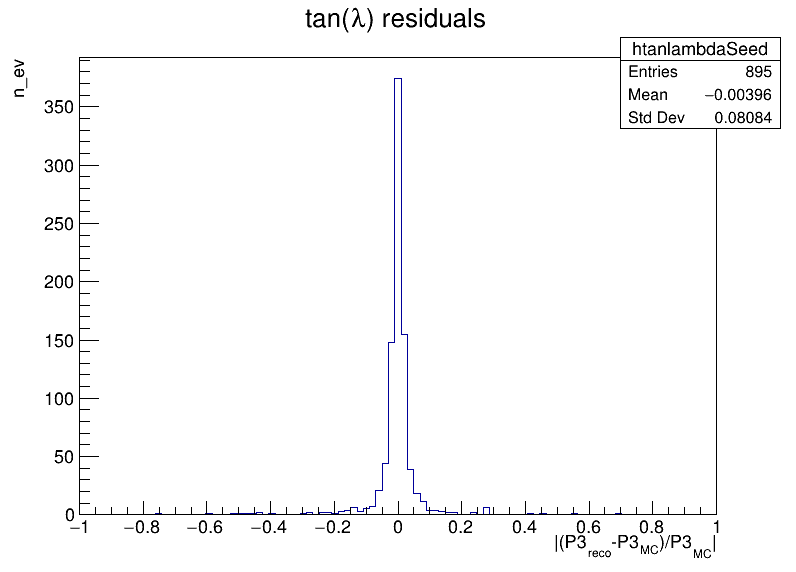 tan(λ) residuals
htanlambdaSeed
Entries 895
Mean −0.00396
Std Dev 0.08084
n_ev
350
300
250
200
150
100
50
0
−1 −0.8 −0.6 −0.4 −0.2 0 0.2 0.4 0.6 0.8 1
|(P3reco-P3MC)/P3MC|